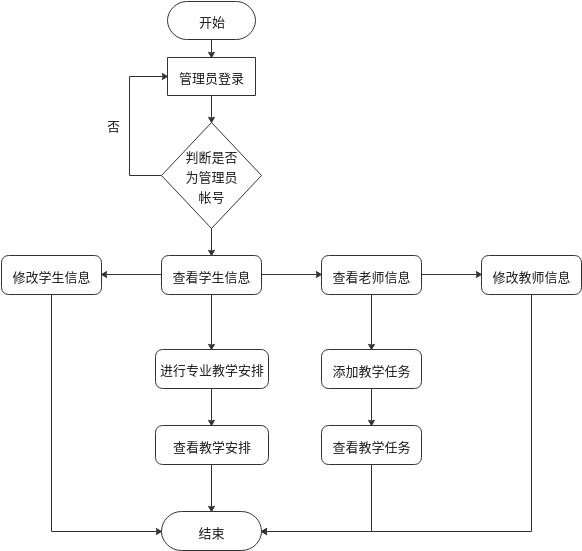 开始
管理员登录
否
判断是否
为管理员
帐号
修改学生信息
查看学生信息
查看老师信息
修改教师信息
进行专业教学安排
添加教学任务
查看教学安排
查看教学任务
结束